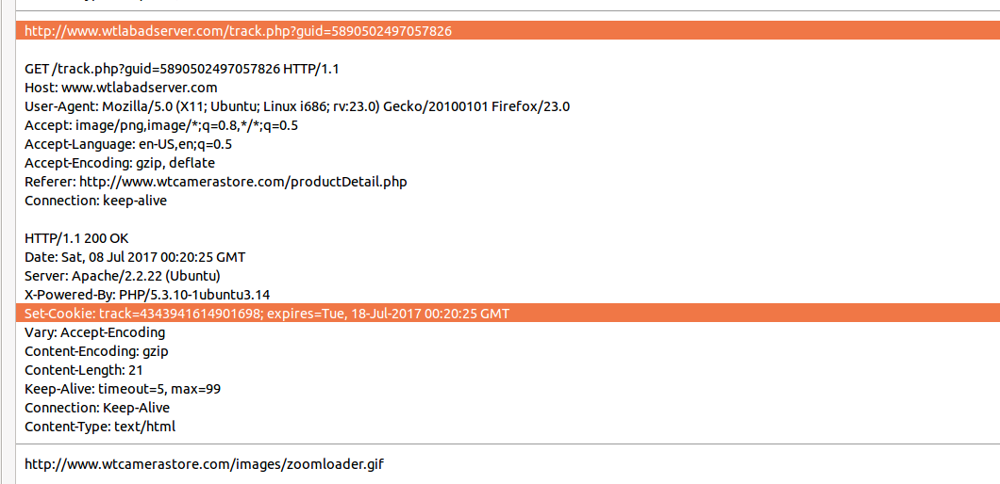 http://www.wtlabadserver.com/track.php?guid=5890502497057826
GET /track.php?guid=5890502497057826 HTTP/1.1
Host: www.wtlabadserver.com
User-Agent: Mozilla/5.0 (X11; Ubuntu; Linux i686; rv:23.0) Gecko/20100101 Firefox/23.0
Accept: image/png,image/*;q=0.8,*/*;q=0.5
Accept-Language: en-US,en;q=0.5
Accept-Encoding: gzip, deflate
Referer: http://www.wtcamerastore.com/productDetail.php
Connection: keep-alive
HTTP/1.1 200 OK
Date: Sat, 08 Jul 2017 00:20:25 GMT
Server: Apache/2.2.22 (Ubuntu)
X-Powered-By: PHP/5.3.10-1ubuntu3.14
Set-Cookie: track=4343941614901698; expires=Tue, 18-Jul-2017 00:20:25 GMT
Vary: Accept-Encoding
Content-Encoding: gzip
Content-Length: 21
Keep-Alive: timeout=5, max=99
Connection: Keep-Alive
Content-Type: text/html
http://www.wtcamerastore.com/images/zoomloader.gif